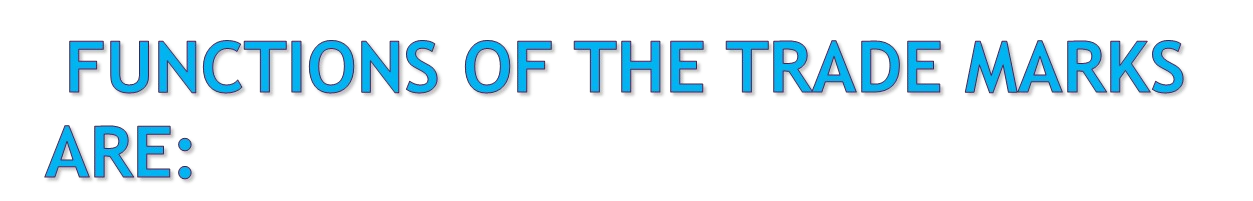 FUNCTIONS OF THE TRADE MARKS
ARE: